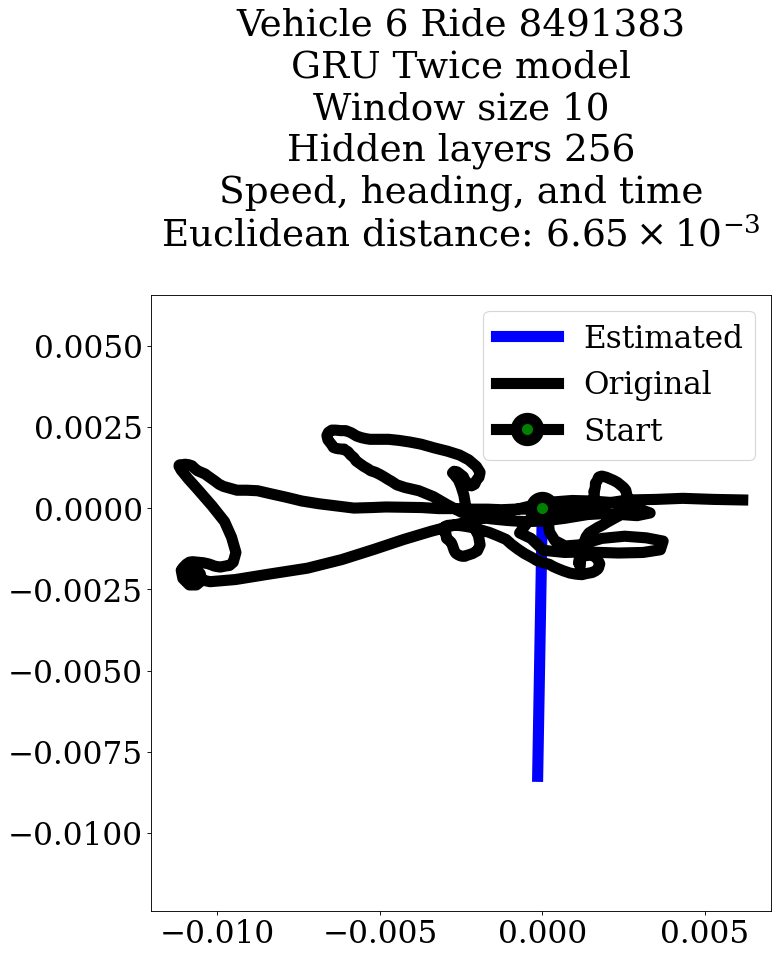 Vehicle 6 Ride 8491383
GRU Twice model
Window size 10
Hidden layers 256
Speed, heading, and time
Euclidean distance: 6.65 × 10⁻³
Estimated
Original
Start
0.0050
0.0025
0.0000
−0.0025
−0.0050
−0.0075
−0.0100
−0.010 −0.005 0.000 0.005